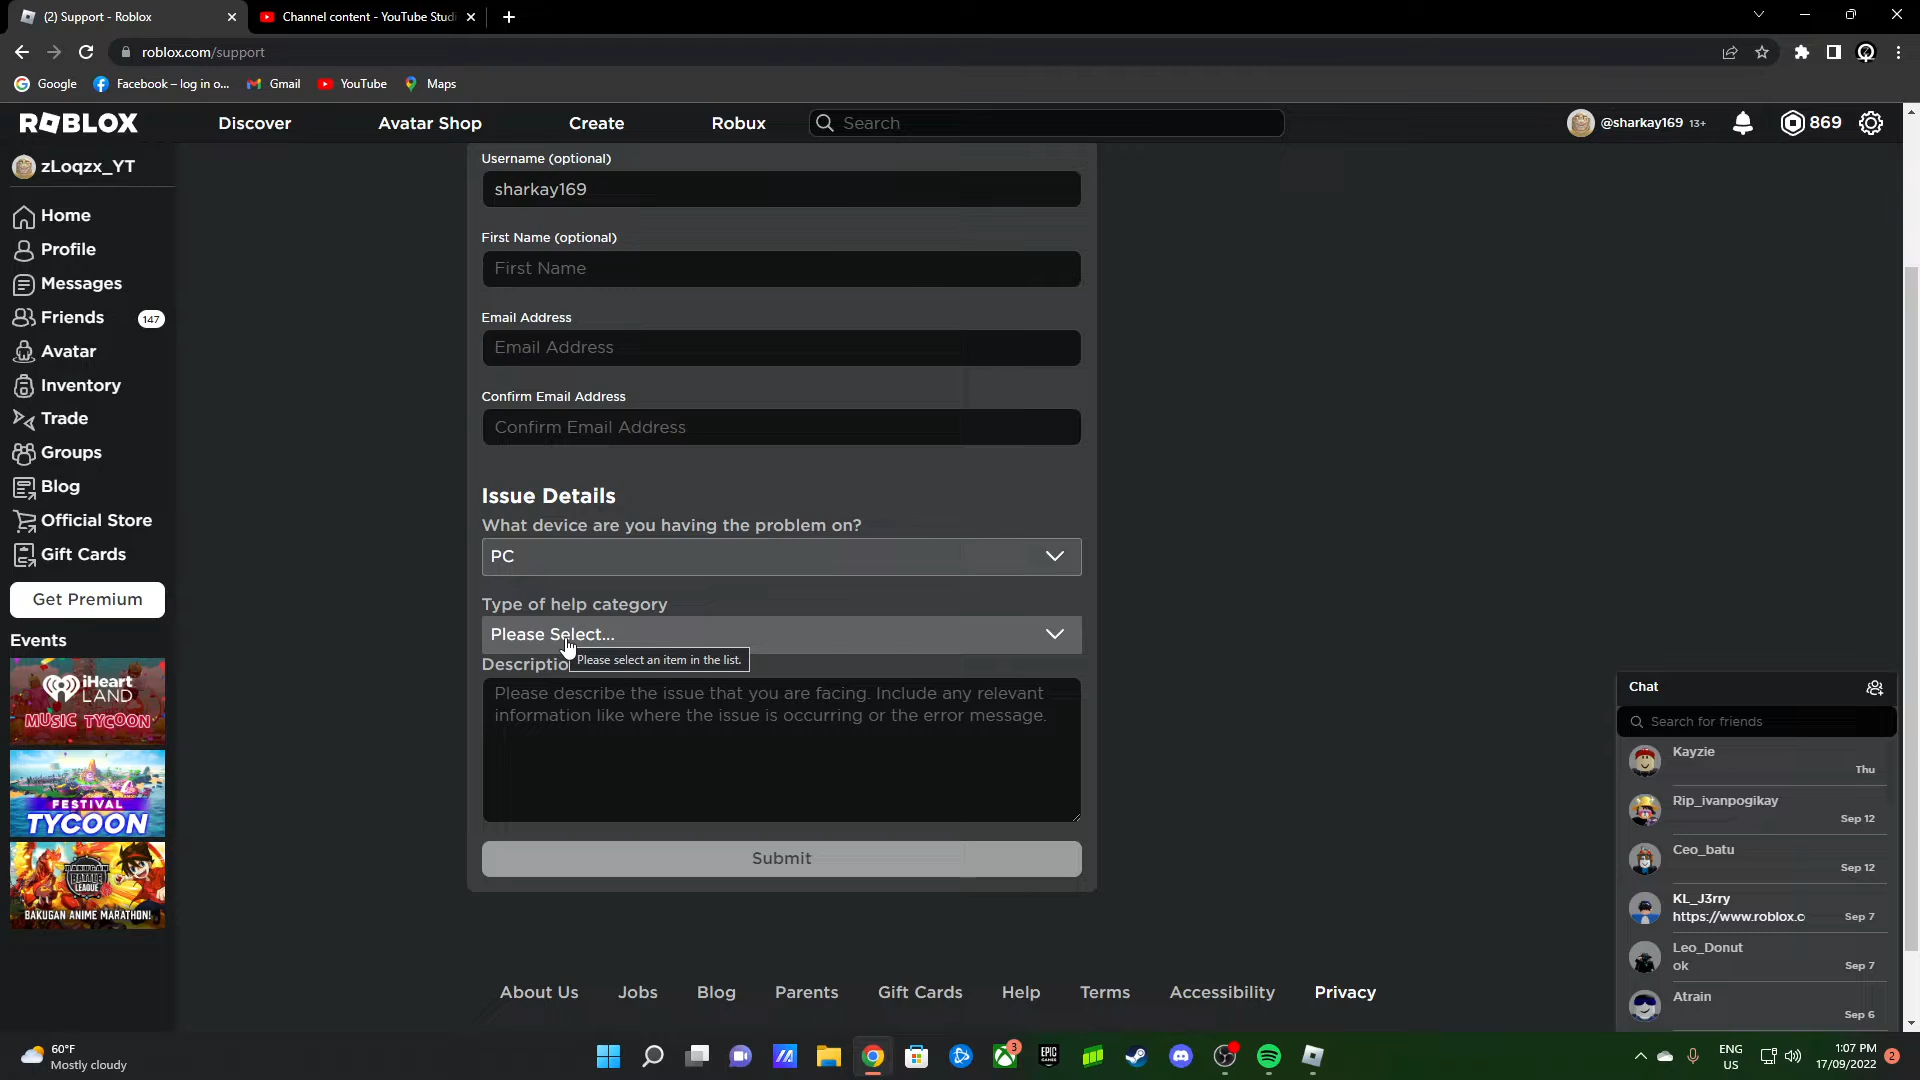 (2) Support - Roblox
Channel content - YouTube Studi
roblox.com/support
Google
Facebook – log in o...
Gmail
YouTube
Maps
ROBLOX
Discover
Avatar Shop
Create
Robux
Search
@sharkay169 13+
869
zLoqzx_YT
Home
Profile
Messages
Friends
147
Avatar
Inventory
Trade
Groups
Blog
Official Store
Gift Cards
Get Premium
Events
iHeart
LAND
MUSIC TYCOON
FESTIVAL
TYCOON
BAKUGAN
BATTLE
LEAGUE
BAKUGAN ANIME MARATHON!
Username (optional)
sharkay169
First Name (optional)
First Name
Email Address
Email Address
Confirm Email Address
Confirm Email Address
Issue Details
What device are you having the problem on?
PC
Type of help category
Please Select...
Please select an item in the list.
Descriptio
Please describe the issue that you are facing. Include any relevant
information like where the issue is occurring or the error message.
Submit
About Us
Jobs
Blog
Parents
Gift Cards
Help
Terms
Accessibility
Privacy
Chat
Search for friends
Kayzie
Thu
Rip_ivanpogikay
Sep 12
Ceo_batu
Sep 12
KL_J3rry
https://www.roblox.c
Sep 7
Leo_Donut
ok
Sep 7
Atrain
Sep 6
60°F
Mostly cloudy
3
EPIC
GAMES
ENG
US
1:07 PM
17/09/2022
2